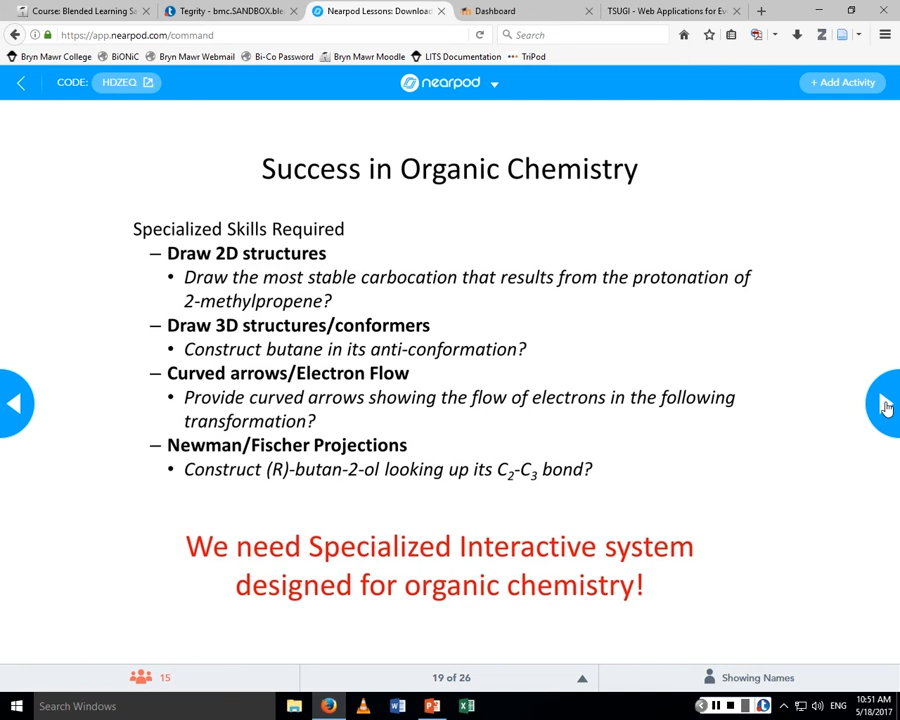 Course: Blended Learning Sa
Tegrity - bmc.SANDBOX.ble
Nearpod Lessons: Download
Dashboard
TSUGI - Web Applications for Ev
https://app.nearpod.com/command
Search
Bryn Mawr College
BiONiC
Bryn Mawr Webmail
Bi-Co Password
Bryn Mawr Moodle
LITS Documentation
TriPod
CODE: HDZEQ
nearpod
+ Add Activity
Success in Organic Chemistry
Specialized Skills Required
– Draw 2D structures
• Draw the most stable carbocation that results from the protonation of
2-methylpropene?
– Draw 3D structures/conformers
• Construct butane in its anti-conformation?
– Curved arrows/Electron Flow
• Provide curved arrows showing the flow of electrons in the following
transformation?
– Newman/Fischer Projections
• Construct (R)-butan-2-ol looking up its C2-C3 bond?
We need Specialized Interactive system
designed for organic chemistry!
15
19 of 26
Showing Names
Search Windows
ENG
10:51 AM
5/18/2017